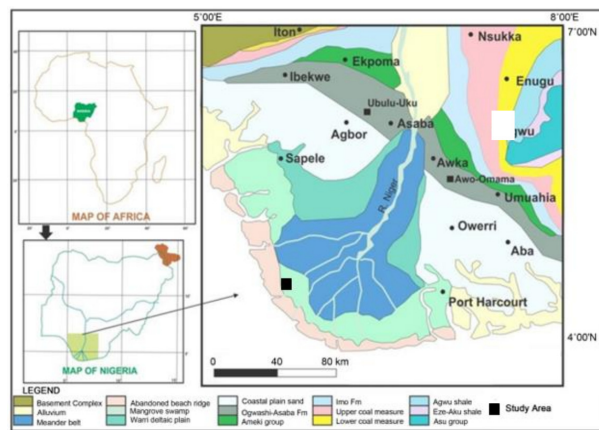 5°00'E
8°00'E
7°00'N
Iton
Nsukka
Ekpoma
Ibekwe
Enugu
Ubulu-Uku
Agbor
Asaba
gwu
Sapele
Awka
Awo-Omama
R. Niger
Umuahia
Owerri
Aba
Port Harcourt
4°00'N
0 40 80 km
MAP OF AFRICA
MAP OF NIGERIA
LEGEND
Basement Complex
Alluvium
Meander belt
Abandoned beach ridge
Mangrove swamp
Warri deltaic plain
Coastal plain sand
Ogwashi-Asaba Fm
Ameki group
Imo Fm
Upper coal measure
Lower coal measure
Agwu shale
Eze-Aku shale
Asu group
Study Area